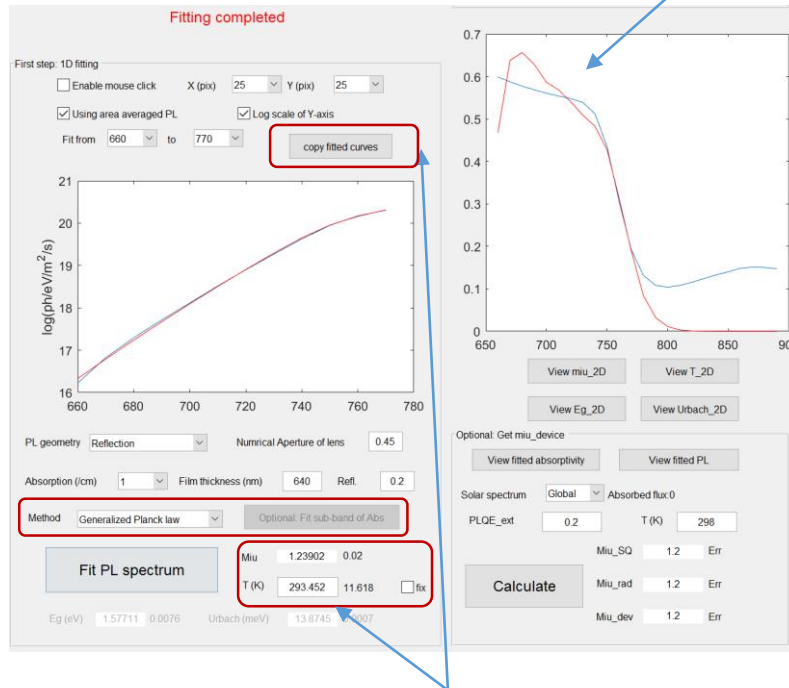 Fitting completed
First step: 1D fitting
Enable mouse click X (pix) 25 Y (pix) 25
Using area averaged PL Log scale of Y-axis
Fit from 660 to 770 copy fitted curves
21
20
19
18
17
16
log(ph/eV/m²/s)
660 680 700 720 740 760 780
PL geometry Reflection Numrical Aperture of lens 0.45
Absorption (/cm) 1 Film thickness (nm) 640 Refl. 0.2
Method Generalized Planck law Optional: Fit sub-band of Abs
Fit PL spectrum
Miu 1.23902 0.02
T (K) 293.452 11.618 fix
Eg (eV) 1.57711 0.0076 Urbach (meV) 13.8745 0.0007
0.7
0.6
0.5
0.4
0.3
0.2
0.1
0
650 700 750 800 850 90
View miu_2D View T_2D
View Eg_2D View Urbach_2D
Optional: Get miu_device
View fitted absorptivity View fitted PL
Solar spectrum Global Absorbed flux:0
PLQE_ext 0.2 T (K) 298
Miu_SQ 1.2 Err
Calculate Miu_rad 1.2 Err
Miu_dev 1.2 Err